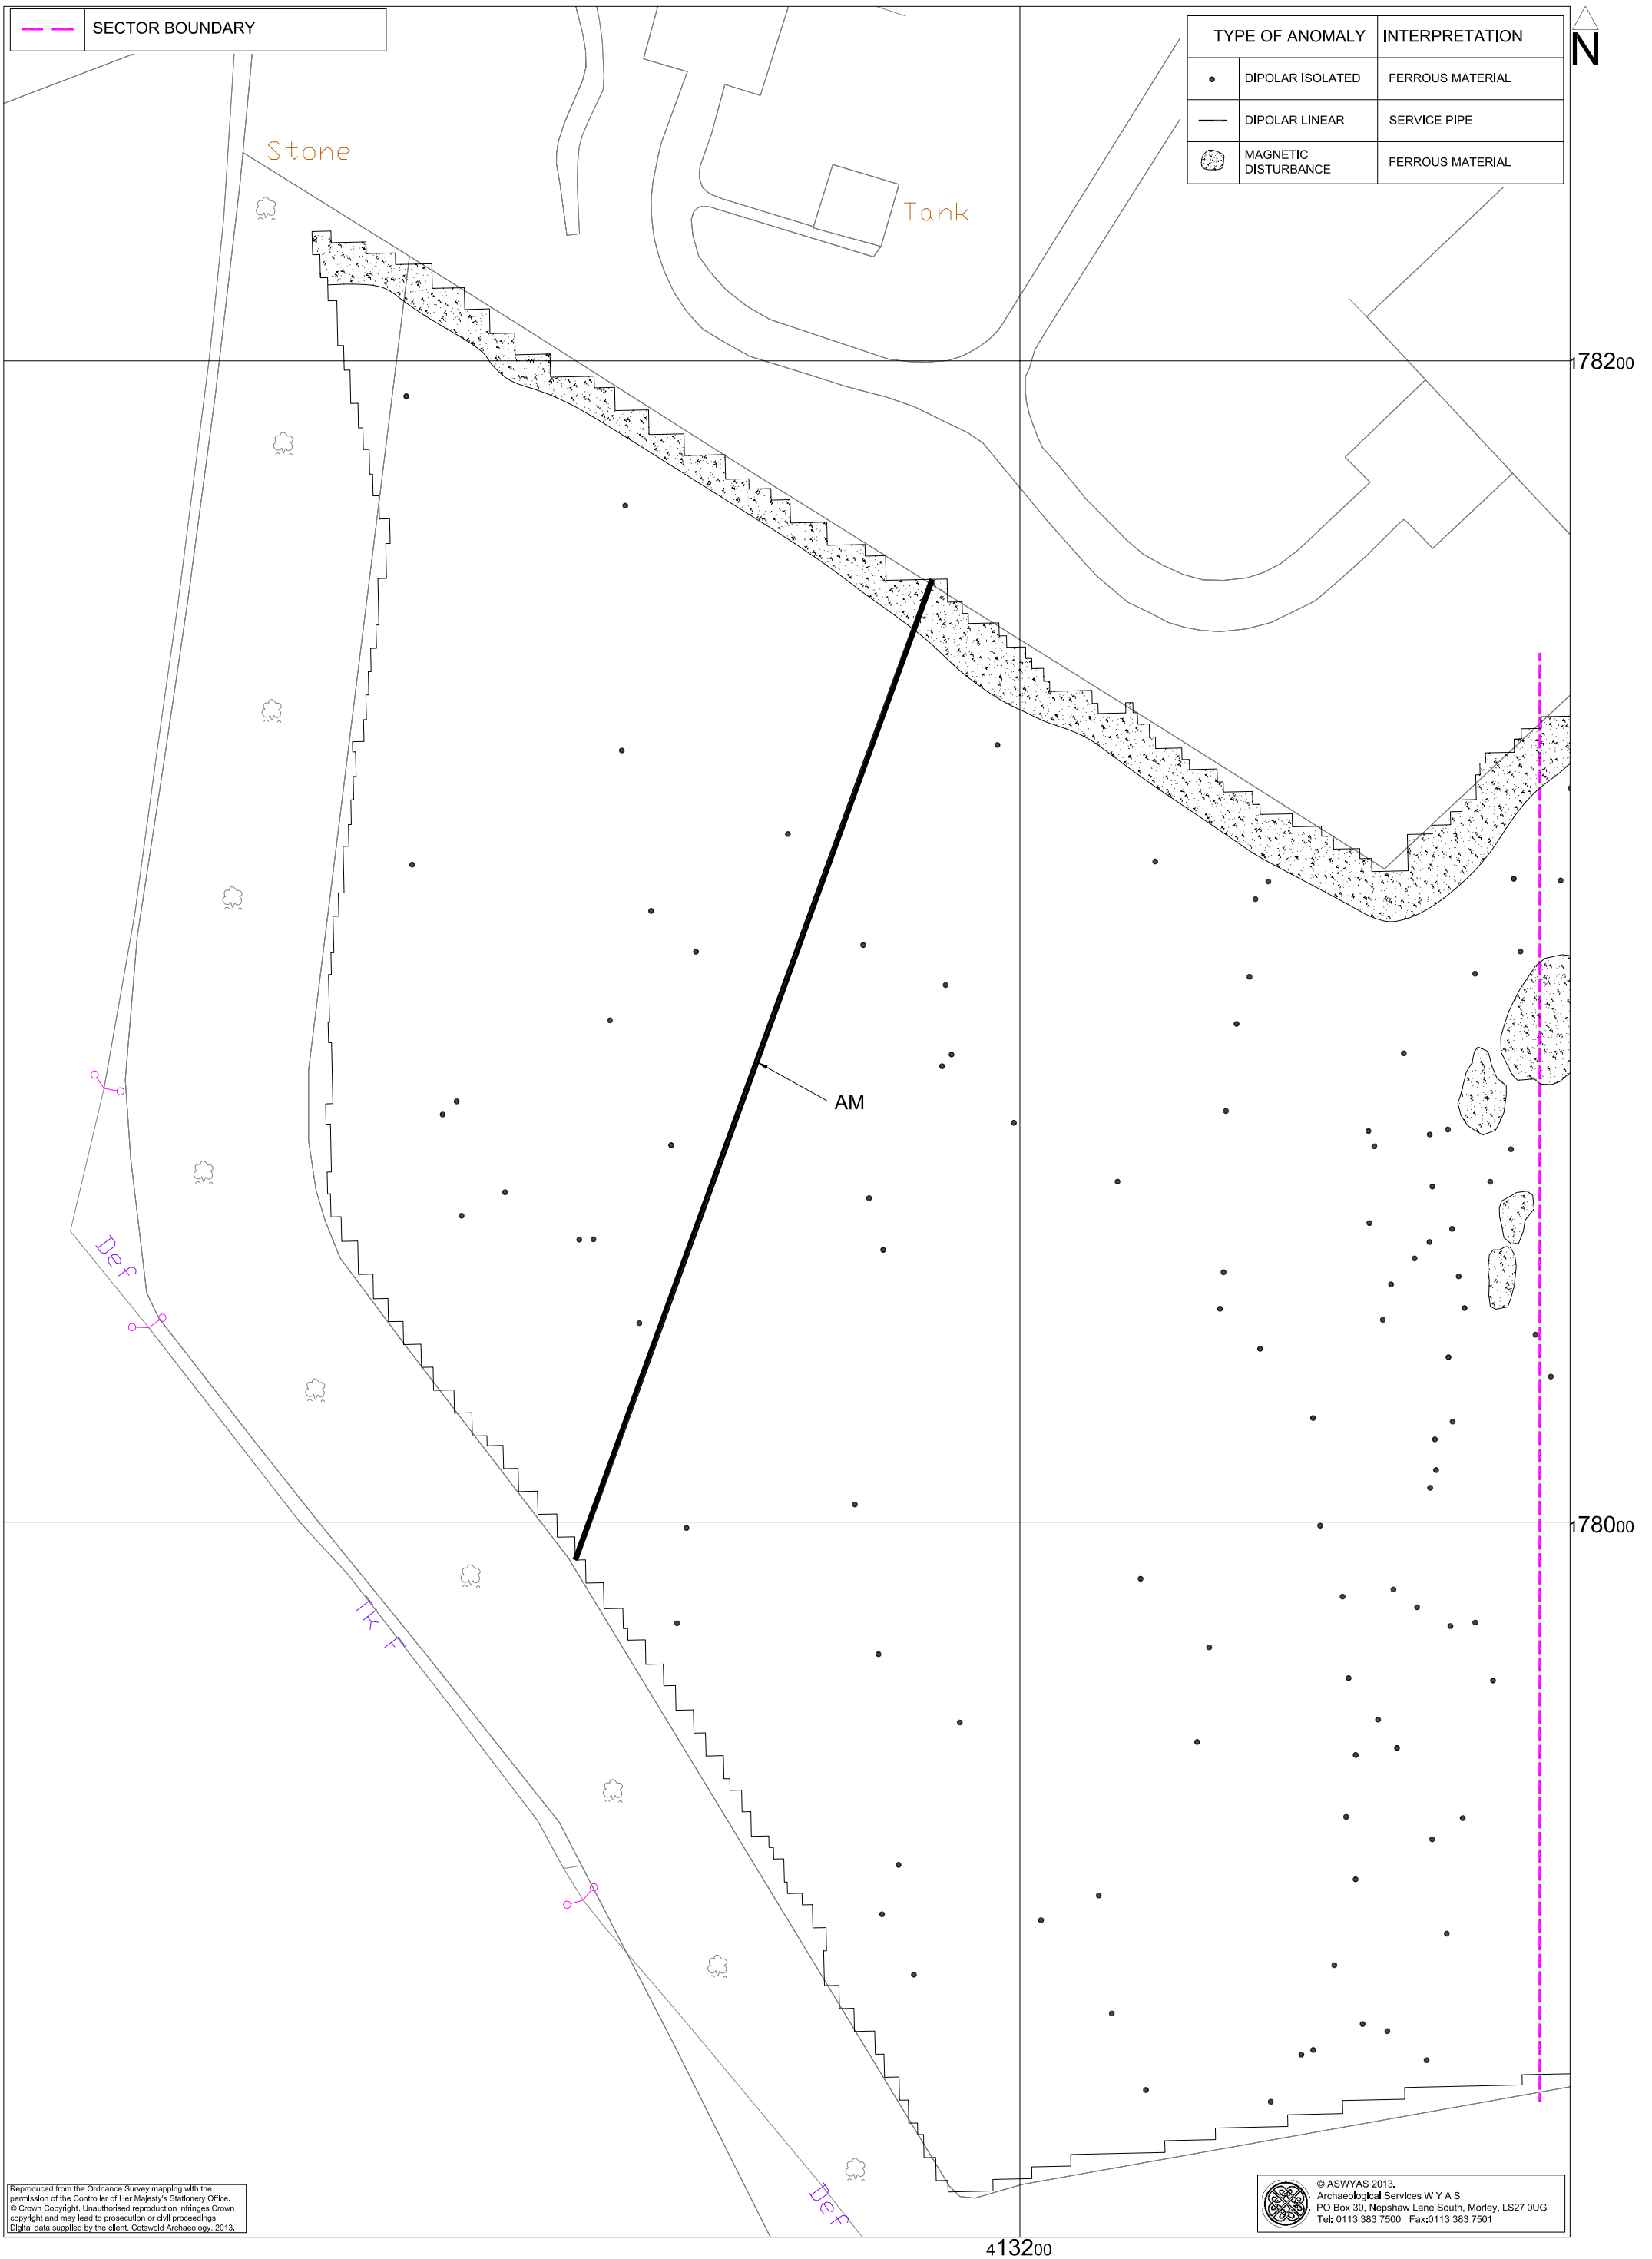 SECTOR BOUNDARY
TYPE OF ANOMALY INTERPRETATION
DIPOLAR ISOLATED FERROUS MATERIAL
DIPOLAR LINEAR SERVICE PIPE
MAGNETIC
DISTURBANCE
FERROUS MATERIAL
N
Stone
Tank
178200
AM
Def
178000
Tk F
Def
Reproduced from the Ordnance Survey mapping with the
permission of the Controller of Her Majesty's Stationery Office.
© Crown Copyright. Unauthorised reproduction infringes Crown
copyright and may lead to prosecution or civil proceedings.
Digital data supplied by the client, Cotswold Archaeology, 2013.
© ASWYAS 2013.
Archaeological Services W Y A S
PO Box 30, Nepshaw Lane South, Morley, LS27 0UG
Tel: 0113 383 7500 Fax:0113 383 7501
413200